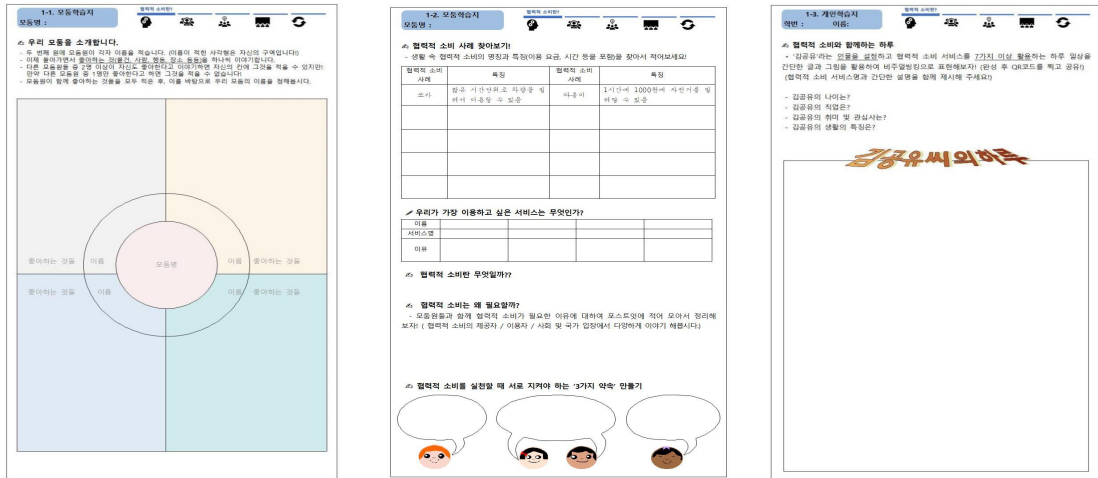 1-1. 모둠학습지
모둠명 :
협력적 소비란?
우리 모둠을 소개합니다.
- 두 번째 원에 모둠원이 각자 이름을 적습니다. (이름이 적힌 사각형은 자신의 구역입니다!)
- 이제 돌아가면서 좋아하는 것(물건, 사람, 행동, 장소 등등)을 하나씩 이야기합니다.
- 다른 모둠원들 중 2명 이상이 자신도 좋아한다고 이야기하면 자신의 칸에 그것을 적을 수 있지만!
만약 다른 모둠원 중 1명만 좋아한다고 하면 그것을 적을 수 없습니다!
- 모둠원이 함께 좋아하는 것들을 모두 적은 후, 이를 바탕으로 우리 모둠의 이름을 정해봅시다.
좋아하는 것들 이름 모둠명 이름 좋아하는 것들
좋아하는 것들 이름 이름 좋아하는 것들
1-2. 모둠학습지
모둠명 :
협력적 소비란?
협력적 소비 사례 찾아보기!
- 생활 속 협력적 소비의 명칭과 특징(이용 요금, 시간 등을 포함)을 찾아서 적어보세요!
협력적 소비 사례 특징 협력적 소비 사례 특징
쏘카 짧은 시간단위로 차량을 빌려서 이용할 수 있음 따릉이 1시간에 1000원에 자전거를 빌려탈 수 있음
우리가 가장 이용하고 싶은 서비스는 무엇인가?
이름
서비스명
이유
협력적 소비란 무엇일까??
협력적 소비는 왜 필요할까?
- 모둠원들과 함께 협력적 소비가 필요한 이유에 대하여 포스트잇에 적어 모아서 정리해
보자! ( 협력적 소비의 제공자 / 이용자 / 사회 및 국가 입장에서 다양하게 이야기 해봅시다.)
협력적 소비를 실천할 때 서로 지켜야 하는 '3가지 약속' 만들기
1-3. 개인학습지
학번 : 이름:
협력적 소비란?
협력적 소비와 함께하는 하루
- '김공유'라는 인물을 설정하고 협력적 소비 서비스를 7가지 이상 활용하는 하루 일상을
간단한 글과 그림을 활용하여 비주얼씽킹으로 표현해보자! (완성 후 QR코드를 찍고 공유!)
(협력적 소비 서비스명과 간단한 설명을 함께 제시해 주세요!)
- 김공유의 나이는?
- 김공유의 직업은?
- 김공유의 취미 및 관심사는?
- 김공유의 생활의 특징은?
김공유씨의하루